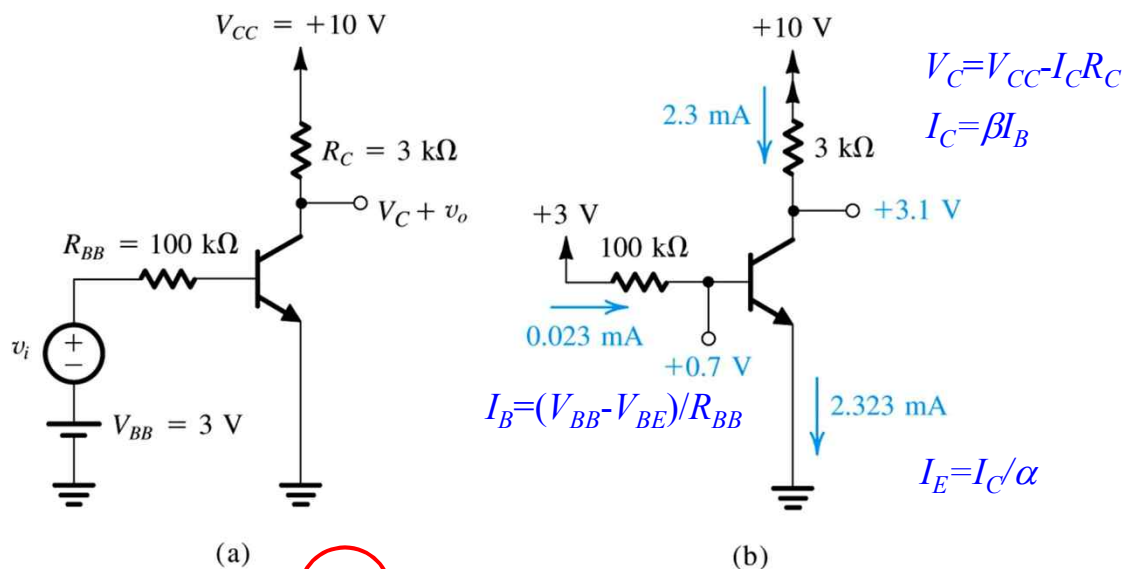 V_CC = +10 V
R_C = 3 kΩ
V_C + v_o
R_BB = 100 kΩ
v_i
+
−
V_BB = 3 V
(a)
+10 V
V_C=V_CC-I_CR_C
2.3 mA
I_C=βI_B
3 kΩ
+3 V
+3.1 V
100 kΩ
0.023 mA
+0.7 V
I_B=(V_BB-V_BE)/R_BB
2.323 mA
I_E=I_C/α
(b)